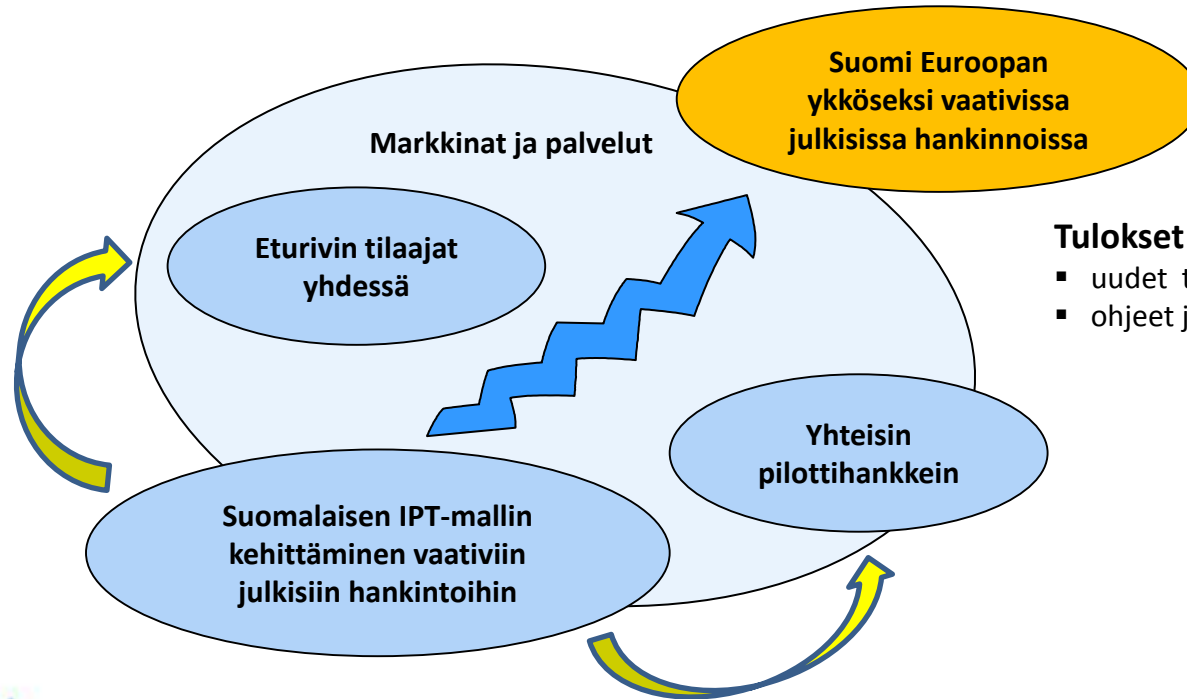 Suomi Euroopan
ykköseksi vaativissa
julkisissa hankinnoissa
Markkinat ja palvelut
Eturivin tilaajat
yhdessä
Tulokset
▪ uudet
▪ ohjeet
Yhteisin
pilottihankkein
Suomalaisen IPT-mallin
kehittäminen vaativiin
julkisiin hankintoihin